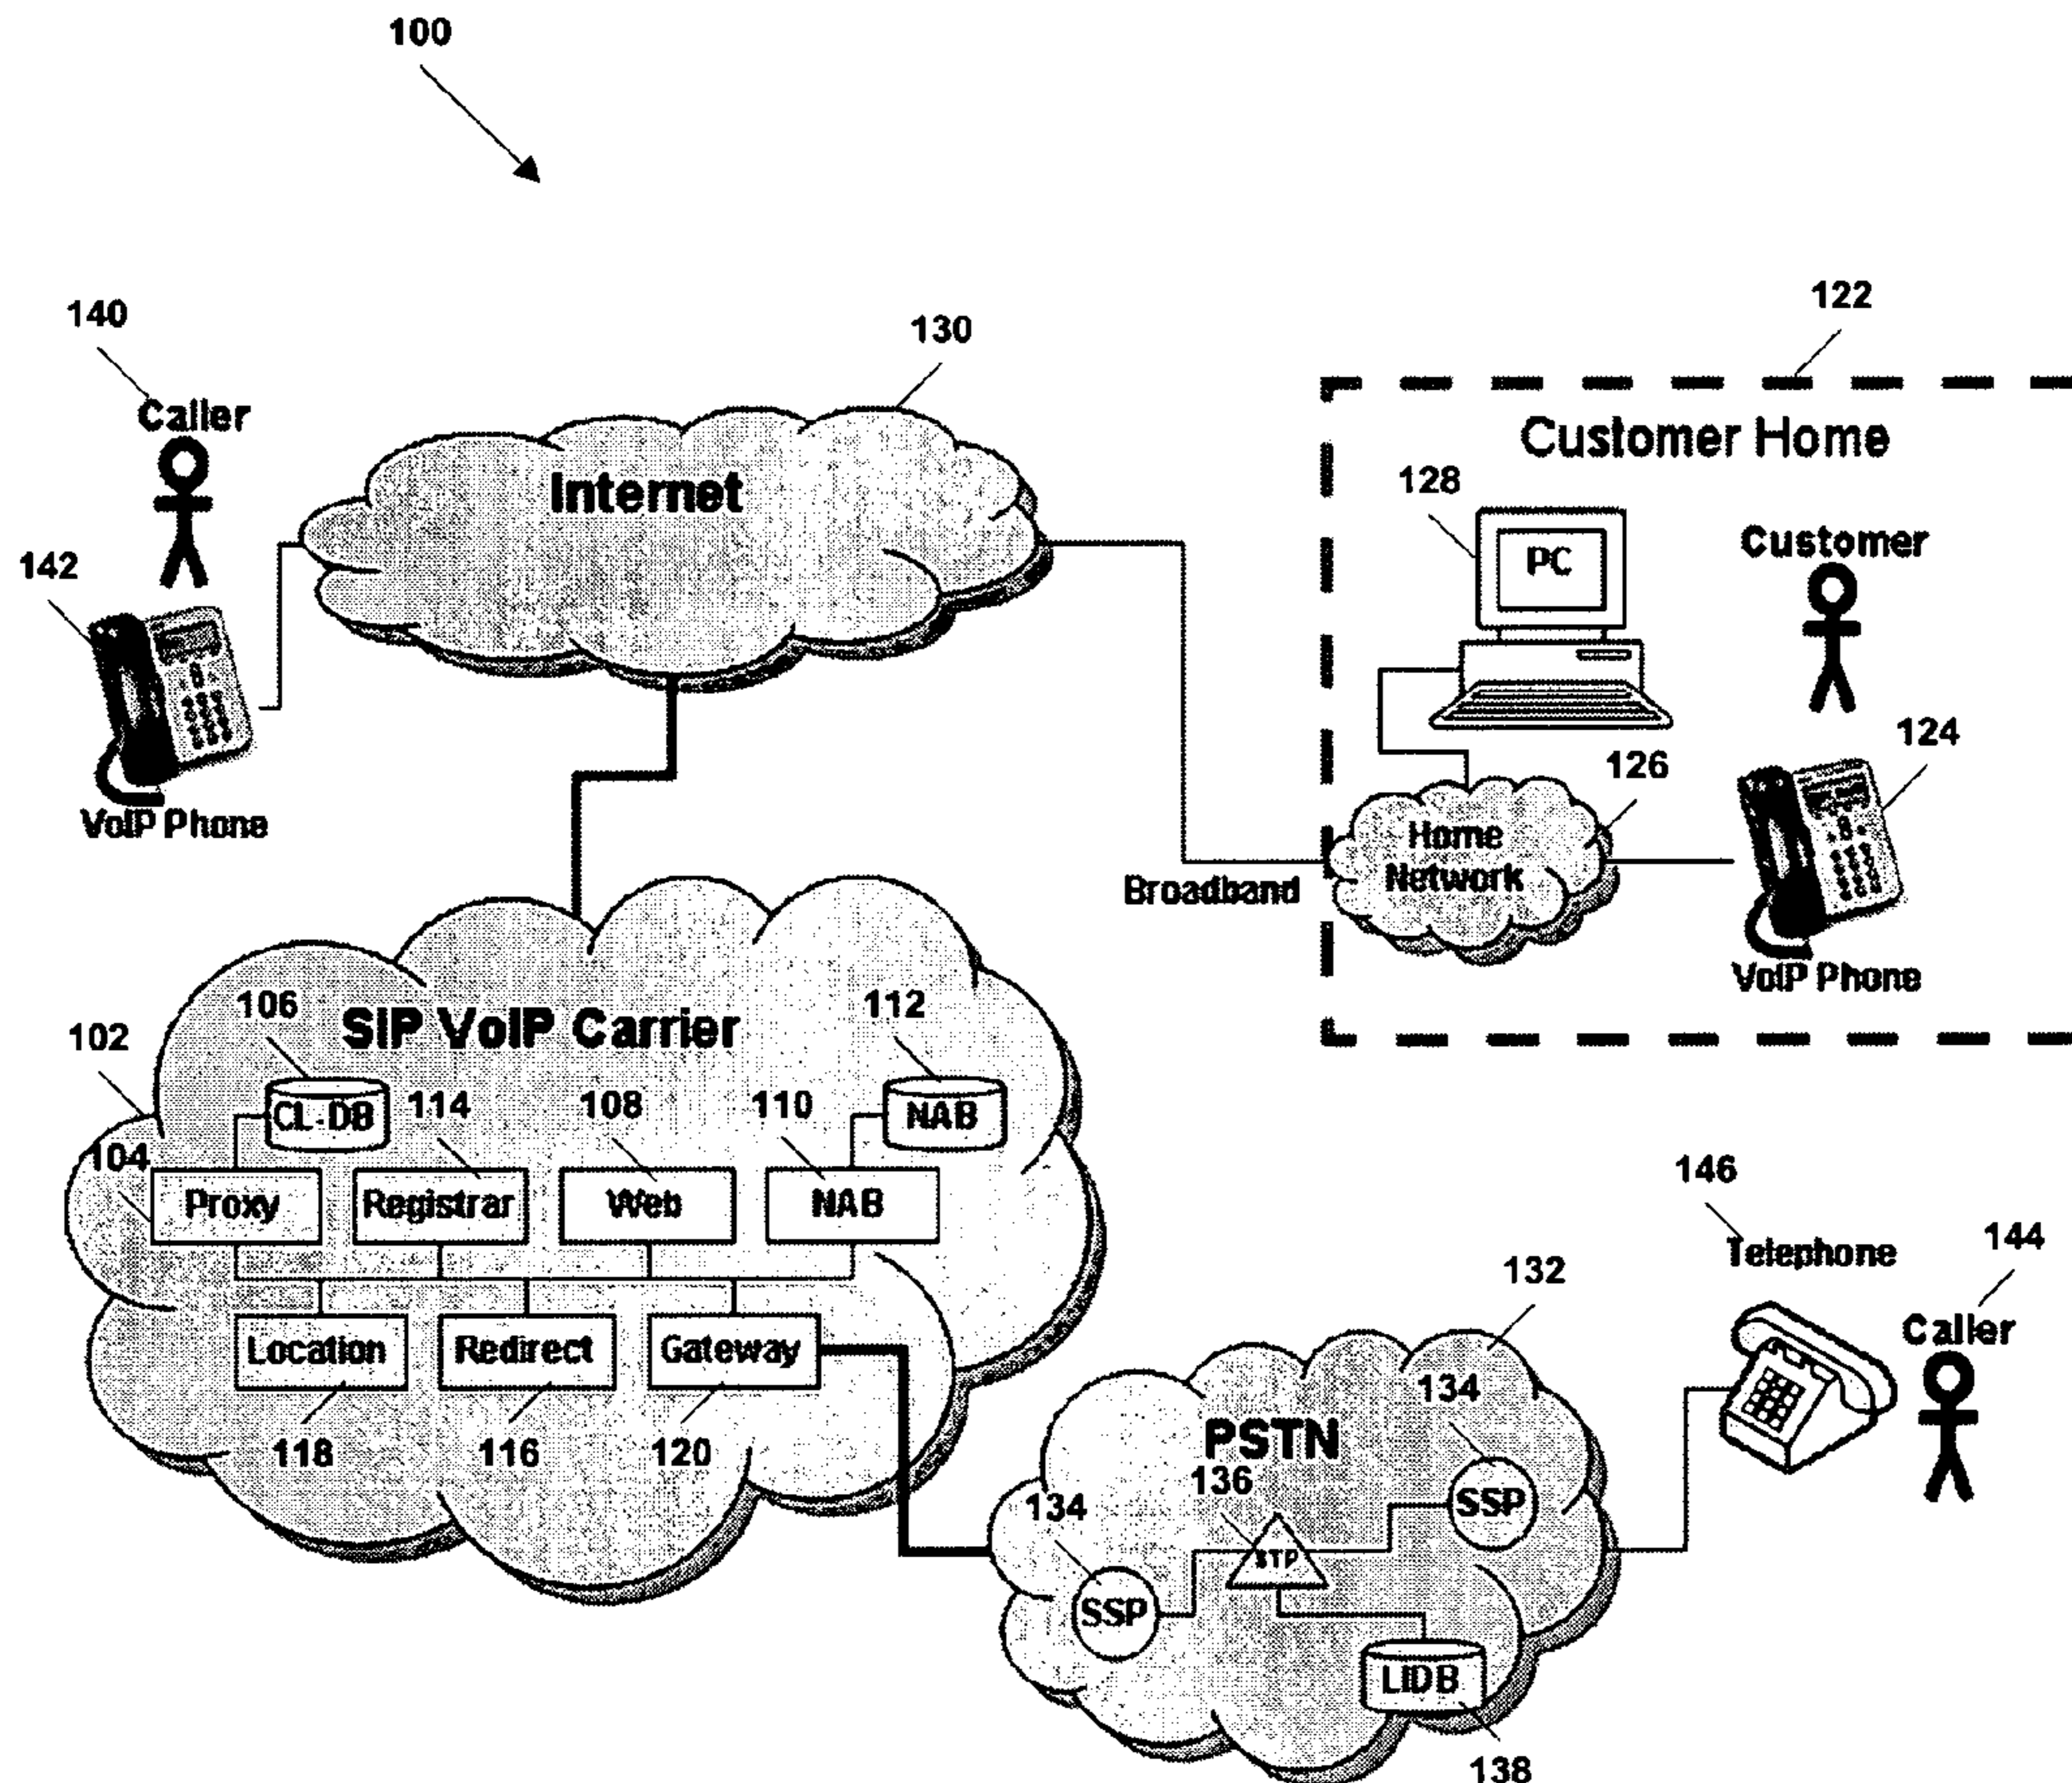 100
140
130
122
Caller
Customer Home
128
Internet
PC
Customer
142
124
126
VoIP Phone
Home
Network
Broadband
VoIP Phone
106
112
SIP VoIP Carrier
102
CL-DB
114
108
110
NAB
104
Proxy
Registrar
Web
NAB
146
144
Telephone
132
Caller
Location
Redirect
Gateway
134
PSTN
118
116
120
136
134
SSP
STP
SSP
LIDB
138